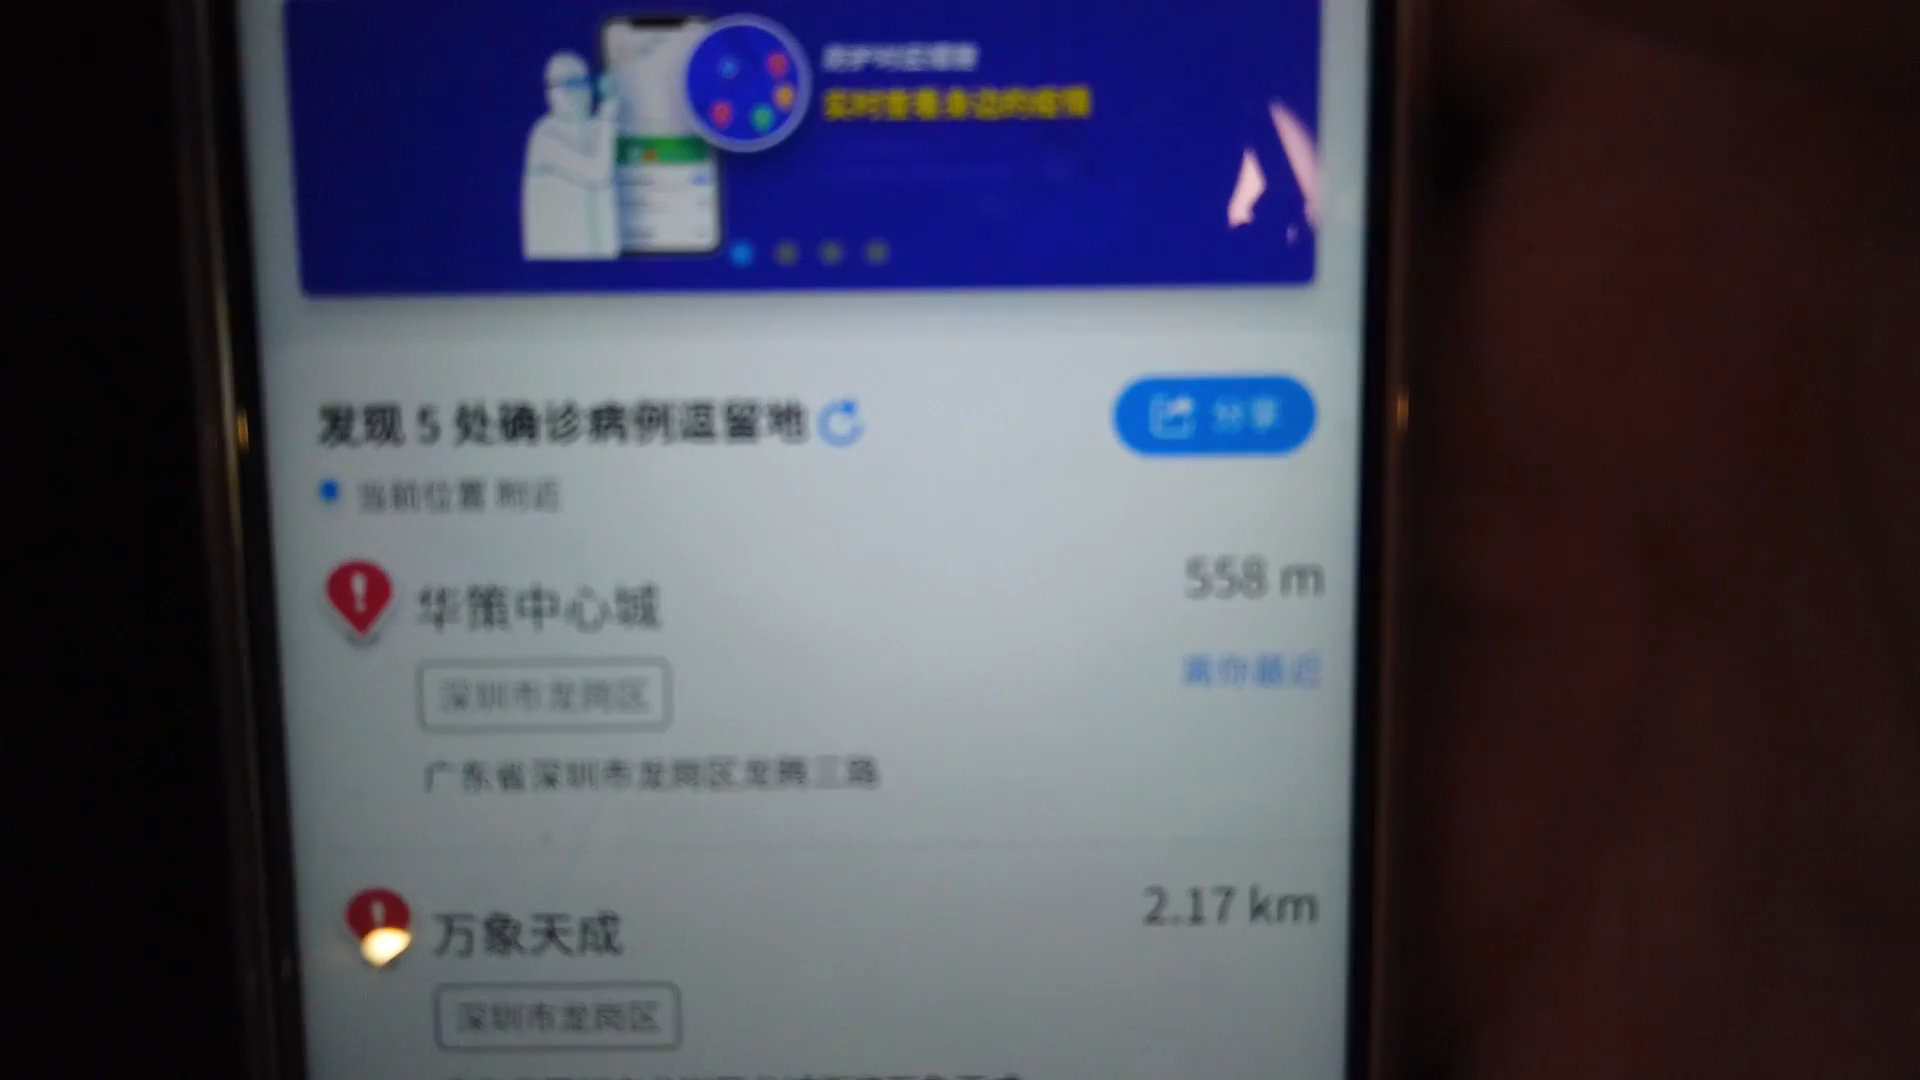 实时查看身边的疫情
发现 5 处确诊病例逗留地
分享
当前位置 附近
华策中心城
558 m
离你最近
深圳市龙岗区
广东省深圳市龙岗区龙腾三路
万象天成
2.17 km
深圳市龙岗区